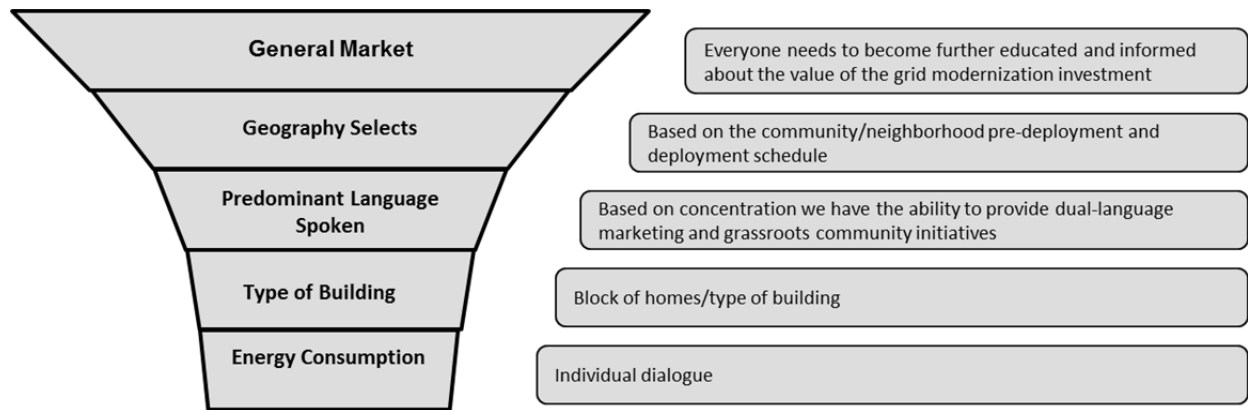 General Market
Everyone needs to become further educated and informed
about the value of the grid modernization investment
Geography Selects
Based on the community/neighborhood pre-deployment and
deployment schedule
Predominant Language
Spoken
Based on concentration we have the ability to provide dual-language
marketing and grassroots community initiatives
Type of Building
Block of homes/type of building
Energy Consumption
Individual dialogue